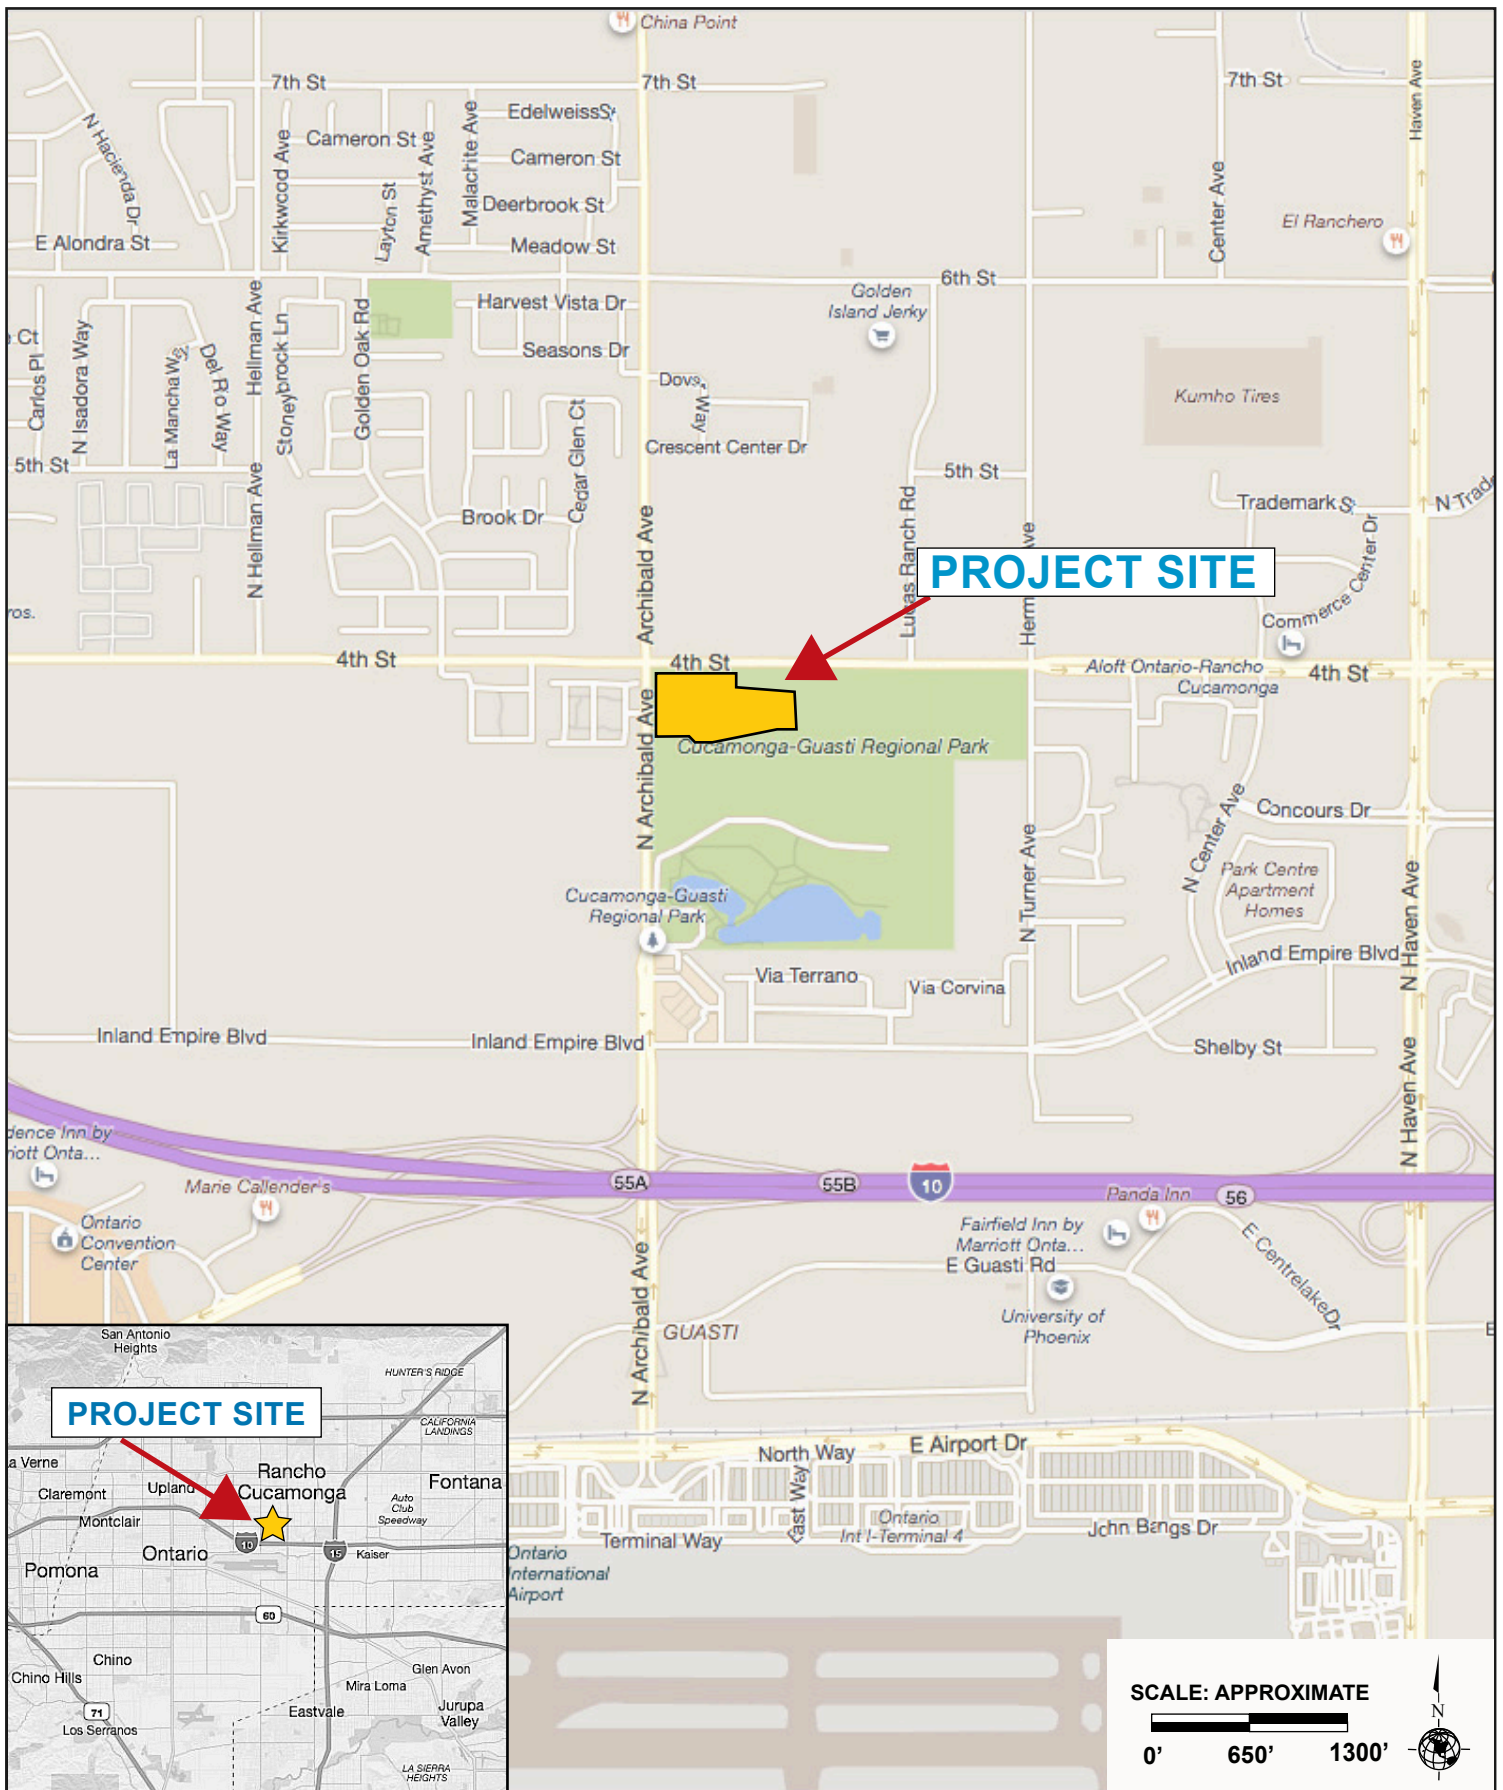 China Point
7th St
7th St
7th St
Haven Ave
N Hacienda Dr
Kirkwood Ave
Cameron St
Layton St
Amethyst Ave
Malachite Ave
Edelweiss St
Cameron St
Deerbrook St
Meadow St
Center Ave
El Ranchero
E Alondra St
6th St
Golden
Island Jerky
Harvest Vista Dr
Seasons Dr
Ct
Carlos Pl
N Isadora Way
La Mancha Way
Del Ro Way
Hellman Ave
Stoneybrook Ln
Golden Oak Rd
Cedar Glen Ct
Way
Crescent Center Dr
Kumho Tires
5th St
5th St
Brook Dr
N Hellman Ave
Archibald Ave
Lucas Ranch Rd
Trademark S
N Trade
Commerce Center Dr
ros.
PROJECT SITE
Herm
ve
4th St
4th St
4th St
Aloft Ontario-Rancho
Cucamonga
N Archibald Ave
Cucamonga-Guasti Regional Park
N Center Ave
Concours Dr
Park Centre
Apartment
Homes
N Turner Ave
N Haven Ave
Cucamonga-Guasti
Regional Park
Via Terrano
Via Corvina
Inland Empire Blvd
Inland Empire Blvd
Inland Empire Blvd
Shelby St
N Haven Ave
dence Inn by
riott Onta...
Marie Callender's
55A
55B
10
Panda Inn
56
Ontario
Convention
Center
Fairfield Inn by
Marriott Onta...
E Guasti Rd
E Centrelake Dr
University of
Phoenix
N Archibald Ave
GUASTI
E
North Way
E Airport Dr
East Way
Terminal Way
Ontario
Int'l-Terminal 4
John Bangs Dr
Ontario
International
Airport
San Antonio
Heights
HUNTER'S RIDGE
PROJECT SITE
CALIFORNIA
LANDINGS
a Verne
Claremont
Upland
Rancho
Cucamonga
Fontana
Auto
Club
Speedway
Montclair
Ontario
10
15
Kaiser
Pomona
60
Chino
Chino Hills
Glen Avon
Mira Loma
71
Eastvale
Jurupa
Valley
Los Serranos
LA SIERRA
HEIGHTS
SCALE: APPROXIMATE
0' 650' 1300'
N